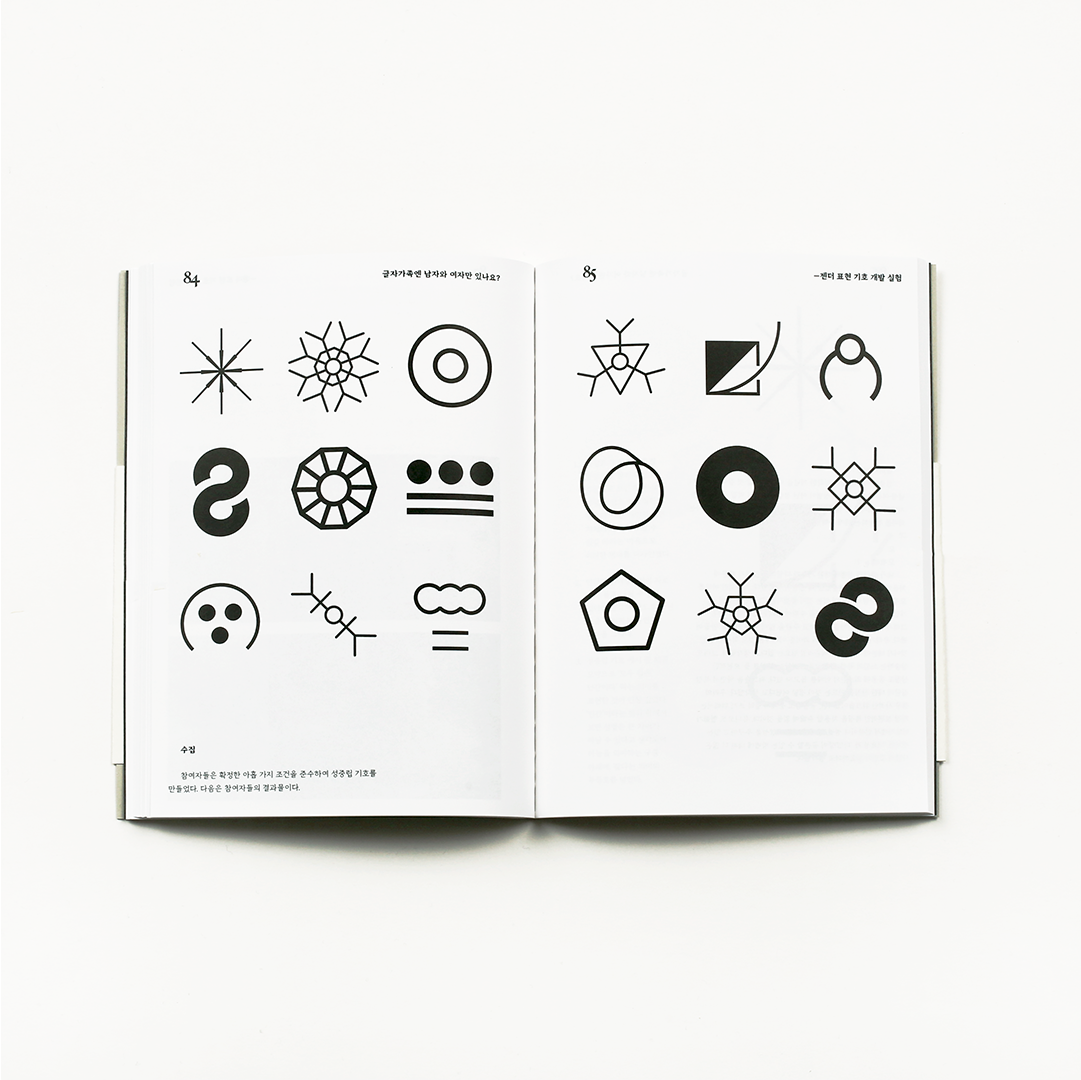 84
글자가족엔 남자와 여자만 있나요?
85
—젠더 표현 기호 개발 실험
수집
참여자들은 확정한 아홉 가지 조건을 준수하여 성중립 기호를
만들었다. 다음은 참여자들의 결과물이다.